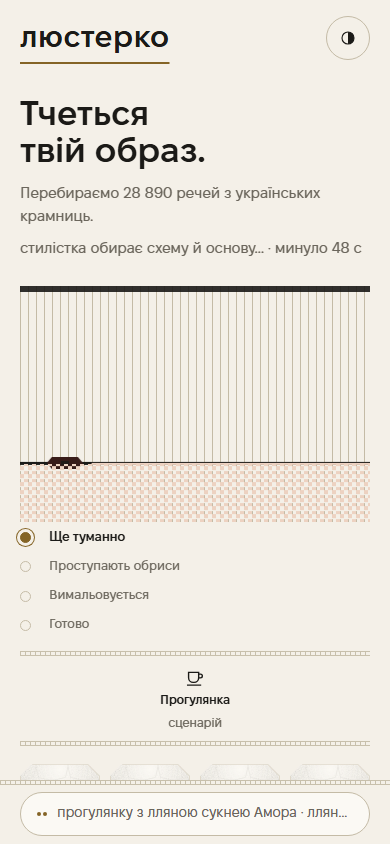 люстерко
Тчеться
твій образ.
Перебираємо 28 890 речей з українських
крамниць.
стилістка обирає схему й основу... · минуло 48 с
Ще туманно
Проступають обриси
Вимальовується
Готово
Прогулянка
сценарій
прогулянку з лляною сукнею Амора · ллян...